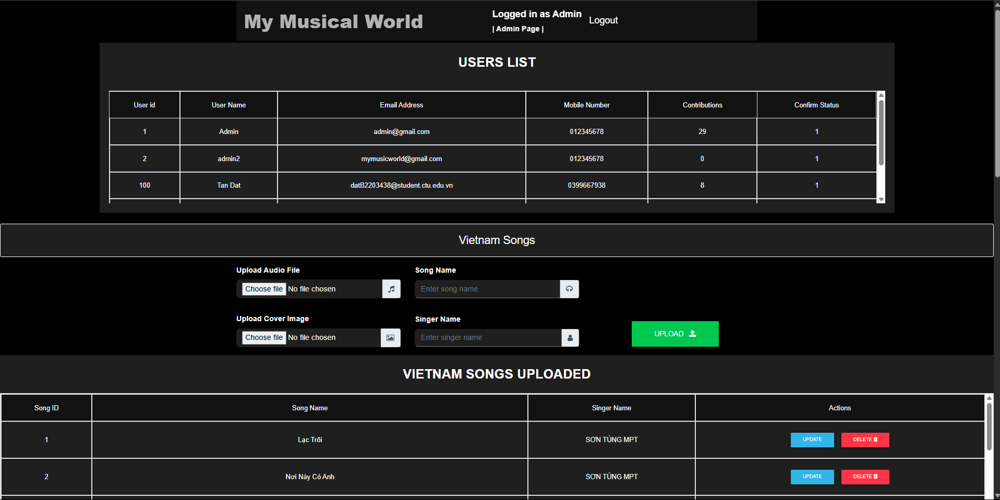 My Musical World
Logged in as Admin
| Admin Page |
Logout
USERS LIST
User id User Name Email Address Mobile Number Contributions Confirm Status
1 Admin admin@gmail.com 012345678 29 1
2 admin2 mymusicworld@gmail.com 012345678 0 1
100 Tan Dat datB2203438@student.ctu.edu.vn 0399667938 8 1
Vietnam Songs
Upload Audio File
Choose file No file chosen
Song Name
Enter song name
Upload Cover Image
Choose file No file chosen
Singer Name
Enter singer name
UPLOAD
VIETNAM SONGS UPLOADED
Song ID Song Name Singer Name Actions
1 Lạc Trôi SƠN TÙNG MPT UPDATE DELETE
2 Nơi Này Có Anh SƠN TÙNG MPT UPDATE DELETE